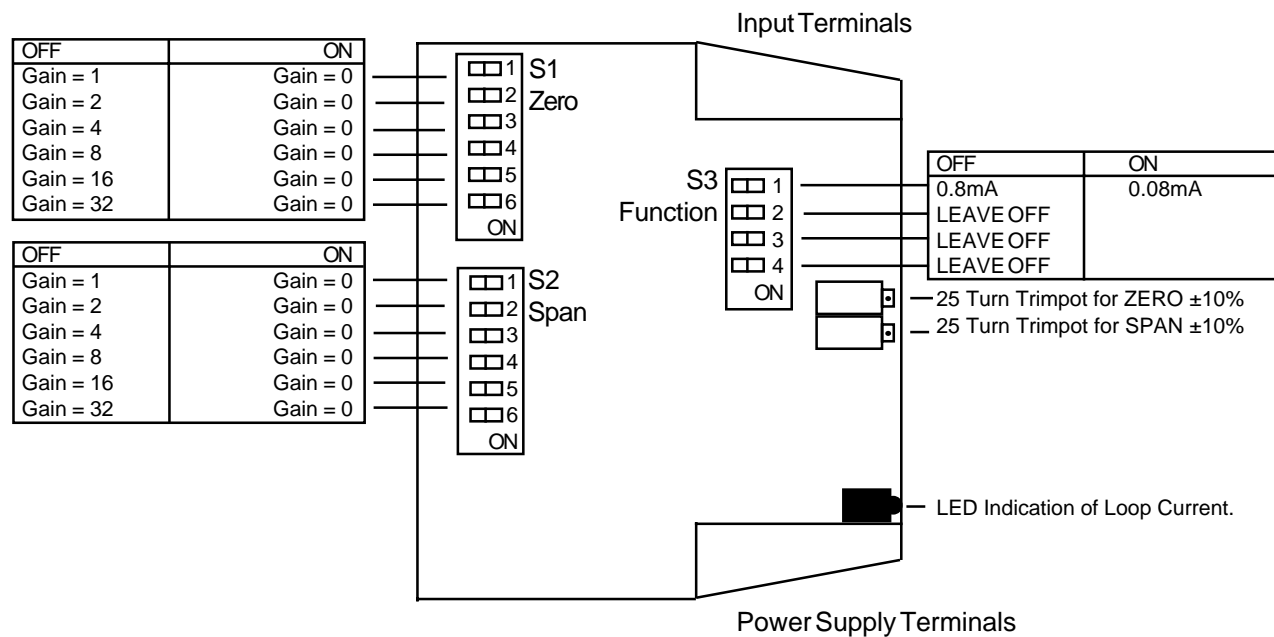 Input Terminals
OFF ON
Gain = 1 Gain = 0
Gain = 2 Gain = 0
Gain = 4 Gain = 0
Gain = 8 Gain = 0
Gain = 16 Gain = 0
Gain = 32 Gain = 0
1 S1
2 Zero
3
4
5
6
ON
OFF ON
Gain = 1 Gain = 0
Gain = 2 Gain = 0
Gain = 4 Gain = 0
Gain = 8 Gain = 0
Gain = 16 Gain = 0
Gain = 32 Gain = 0
1 S2
2 Span
3
4
5
6
ON
S3 1
Function 2
3
4
ON
OFF ON
0.8mA 0.08mA
LEAVE OFF
LEAVE OFF
LEAVE OFF
25 Turn Trimpot for ZERO ±10%
25 Turn Trimpot for SPAN ±10%
LED Indication of Loop Current.
Power Supply Terminals